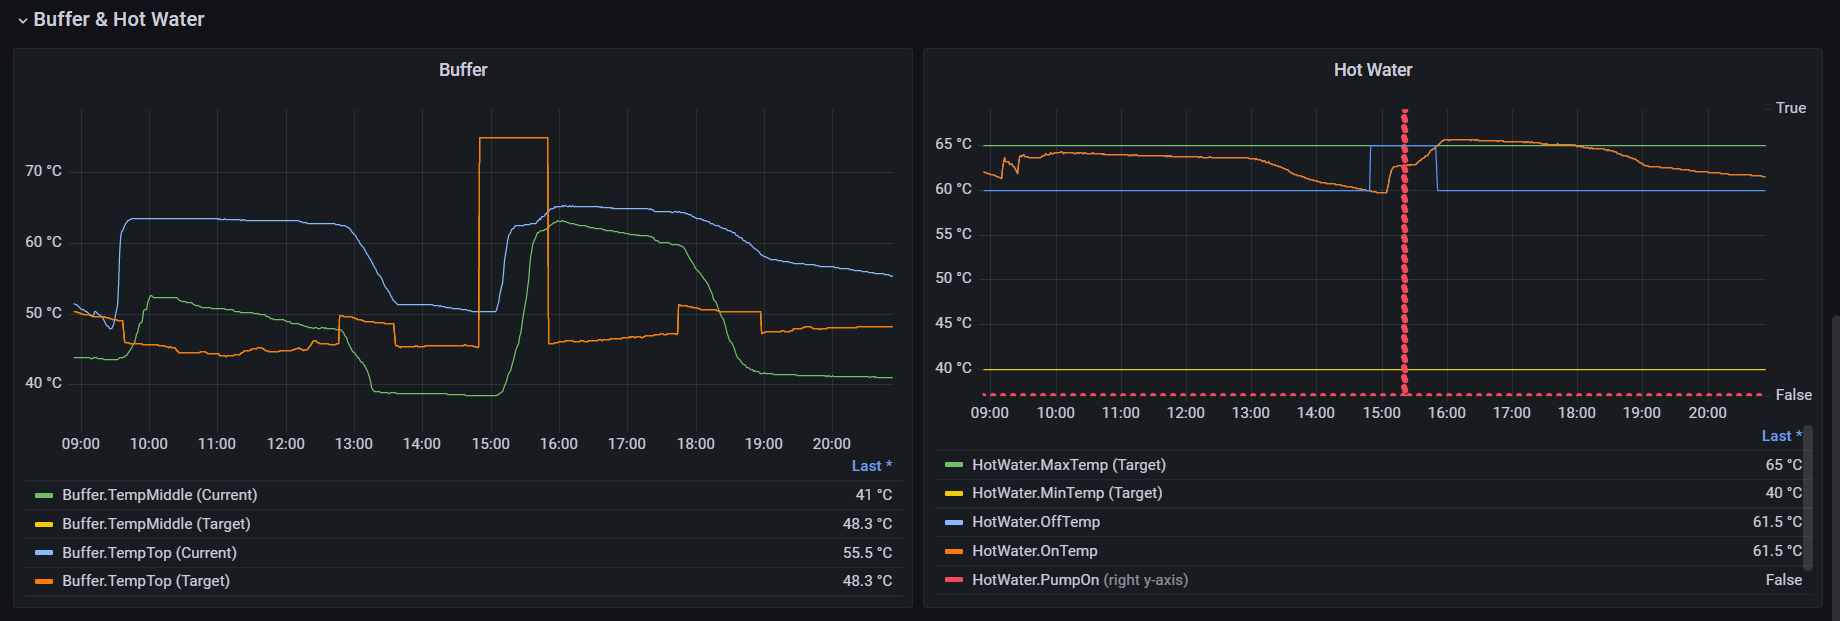 Buffer & Hot Water
Buffer
70 °C
60 °C
50 °C
40 °C
09:00 10:00 11:00 12:00 13:00 14:00 15:00 16:00 17:00 18:00 19:00 20:00
Last *
Buffer.TempMiddle (Current) 41 °C
Buffer.TempMiddle (Target) 48.3 °C
Buffer.TempTop (Current) 55.5 °C
Buffer.TempTop (Target) 48.3 °C
Hot Water
True
65 °C
60 °C
55 °C
50 °C
45 °C
40 °C
False
09:00 10:00 11:00 12:00 13:00 14:00 15:00 16:00 17:00 18:00 19:00 20:00
Last *
HotWater.MaxTemp (Target) 65 °C
HotWater.MinTemp (Target) 40 °C
HotWater.OffTemp 61.5 °C
HotWater.OnTemp 61.5 °C
HotWater.PumpOn (right y-axis) False